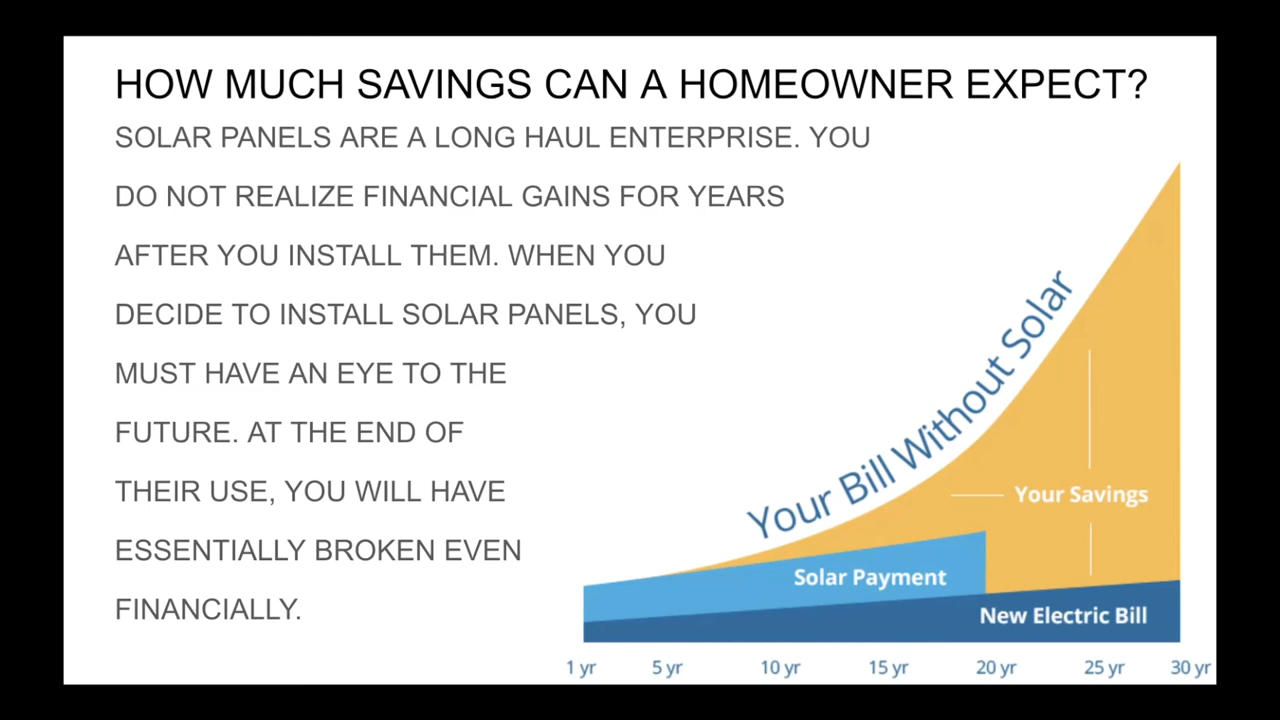 HOW MUCH SAVINGS CAN A HOMEOWNER EXPECT?
SOLAR PANELS ARE A LONG HAUL ENTERPRISE. YOU
DO NOT REALIZE FINANCIAL GAINS FOR YEARS
AFTER YOU INSTALL THEM. WHEN YOU
DECIDE TO INSTALL SOLAR PANELS, YOU
MUST HAVE AN EYE TO THE
FUTURE. AT THE END OF
THEIR USE, YOU WILL HAVE
ESSENTIALLY BROKEN EVEN
FINANCIALLY.
Your Bill Without Solar
Your Savings
Solar Payment
New Electric Bill
1 yr 5 yr 10 yr 15 yr 20 yr 25 yr 30 yr